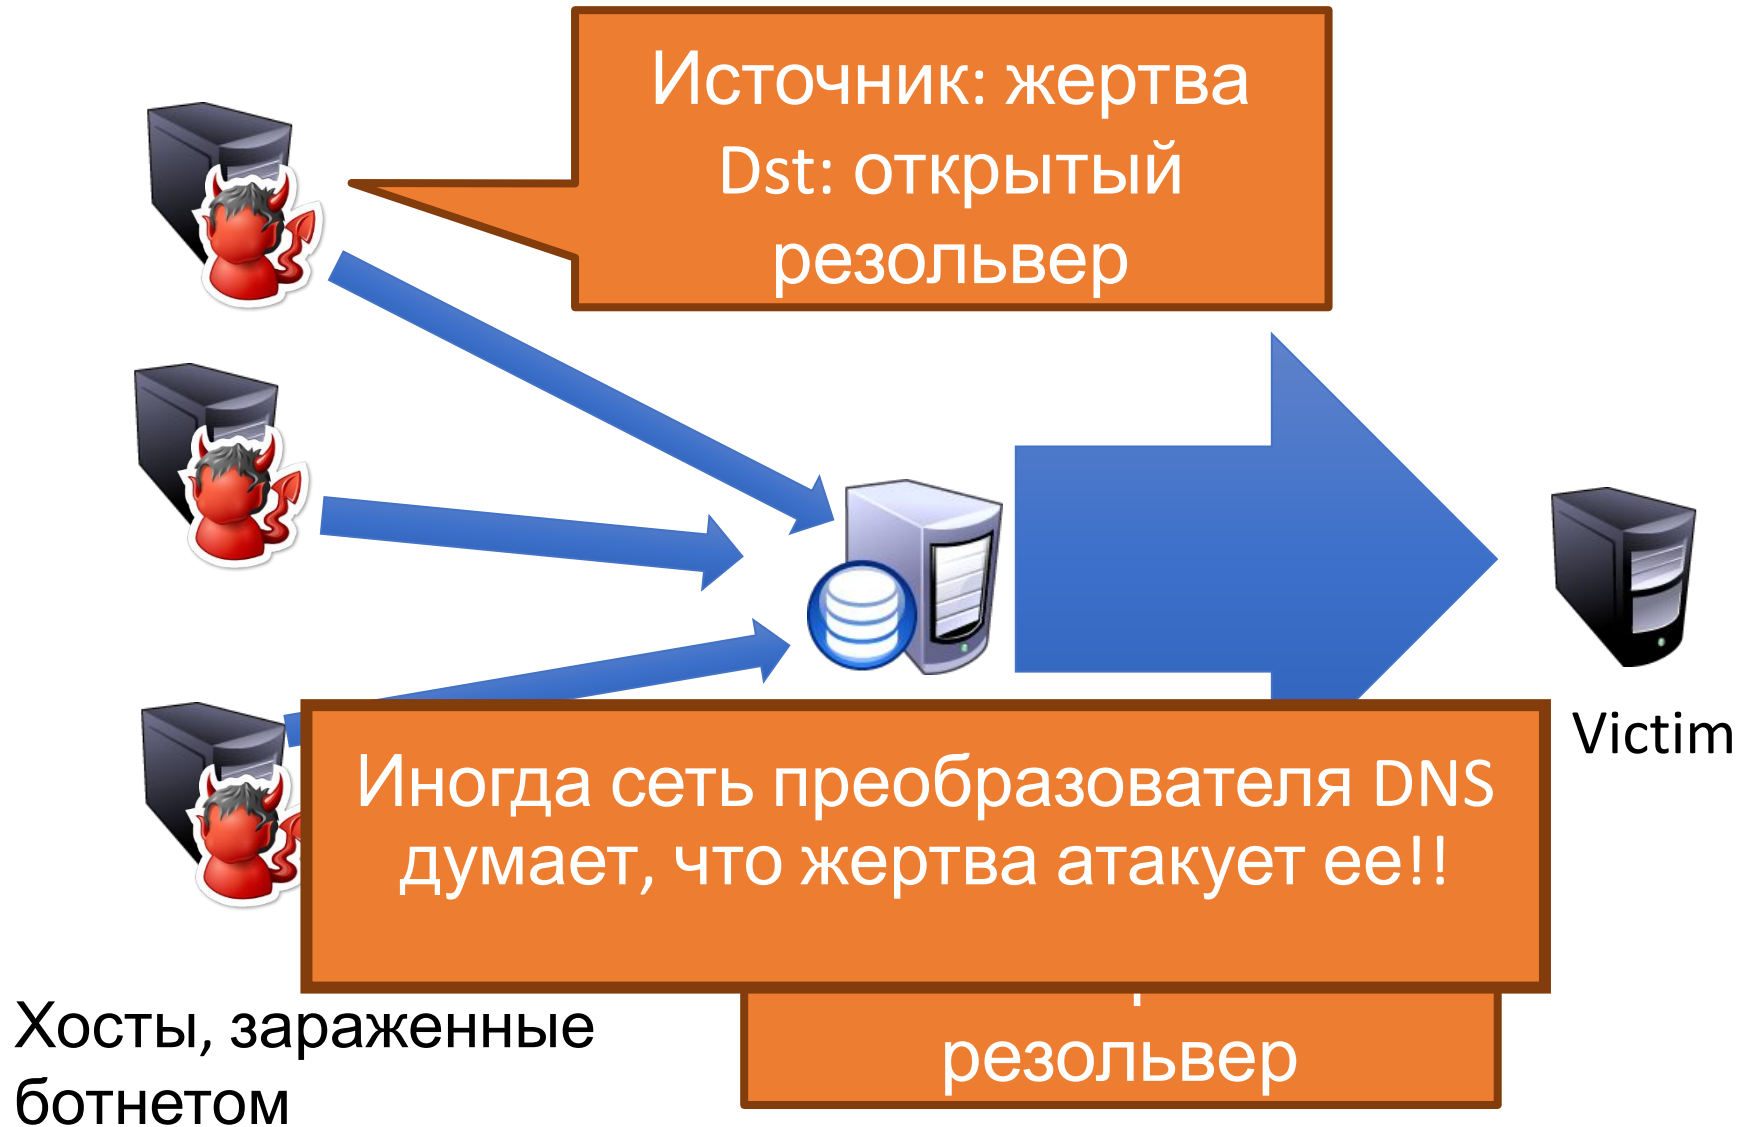 Источник: жертва
Dst: открытый
резольвер
Victim
Иногда сеть преобразователя DNS
думает, что жертва атакует ее!!
резольвер
Хосты, зараженные
ботнетом